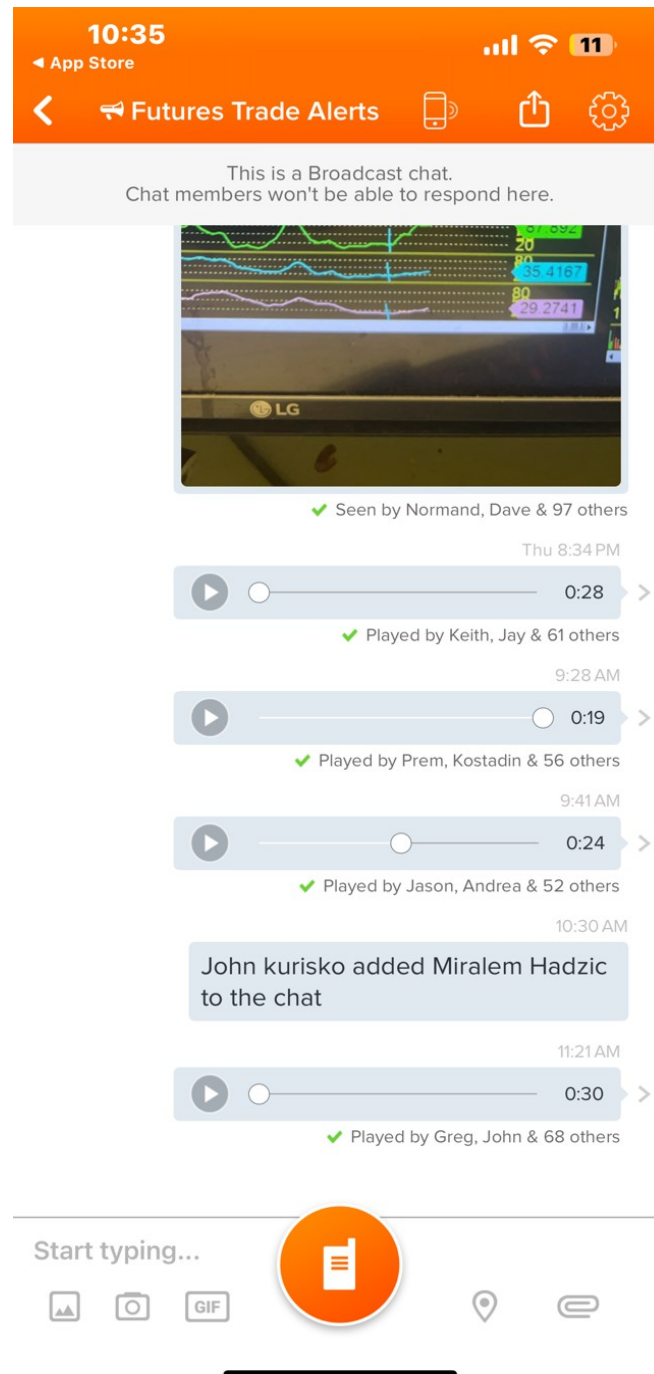 10:35
11
App Store
Futures Trade Alerts
This is a Broadcast chat.
Chat members won't be able to respond here.
87.892
20
80
35.4167
80
29.2741
LG
Seen by Normand, Dave & 97 others
Thu 8:34 PM
0:28
Played by Keith, Jay & 61 others
9:28 AM
0:19
Played by Prem, Kostadin & 56 others
9:41 AM
0:24
Played by Jason, Andrea & 52 others
10:30 AM
John kurisko added Miralem Hadzic
to the chat
11:21 AM
0:30
Played by Greg, John & 68 others
Start typing...
GIF